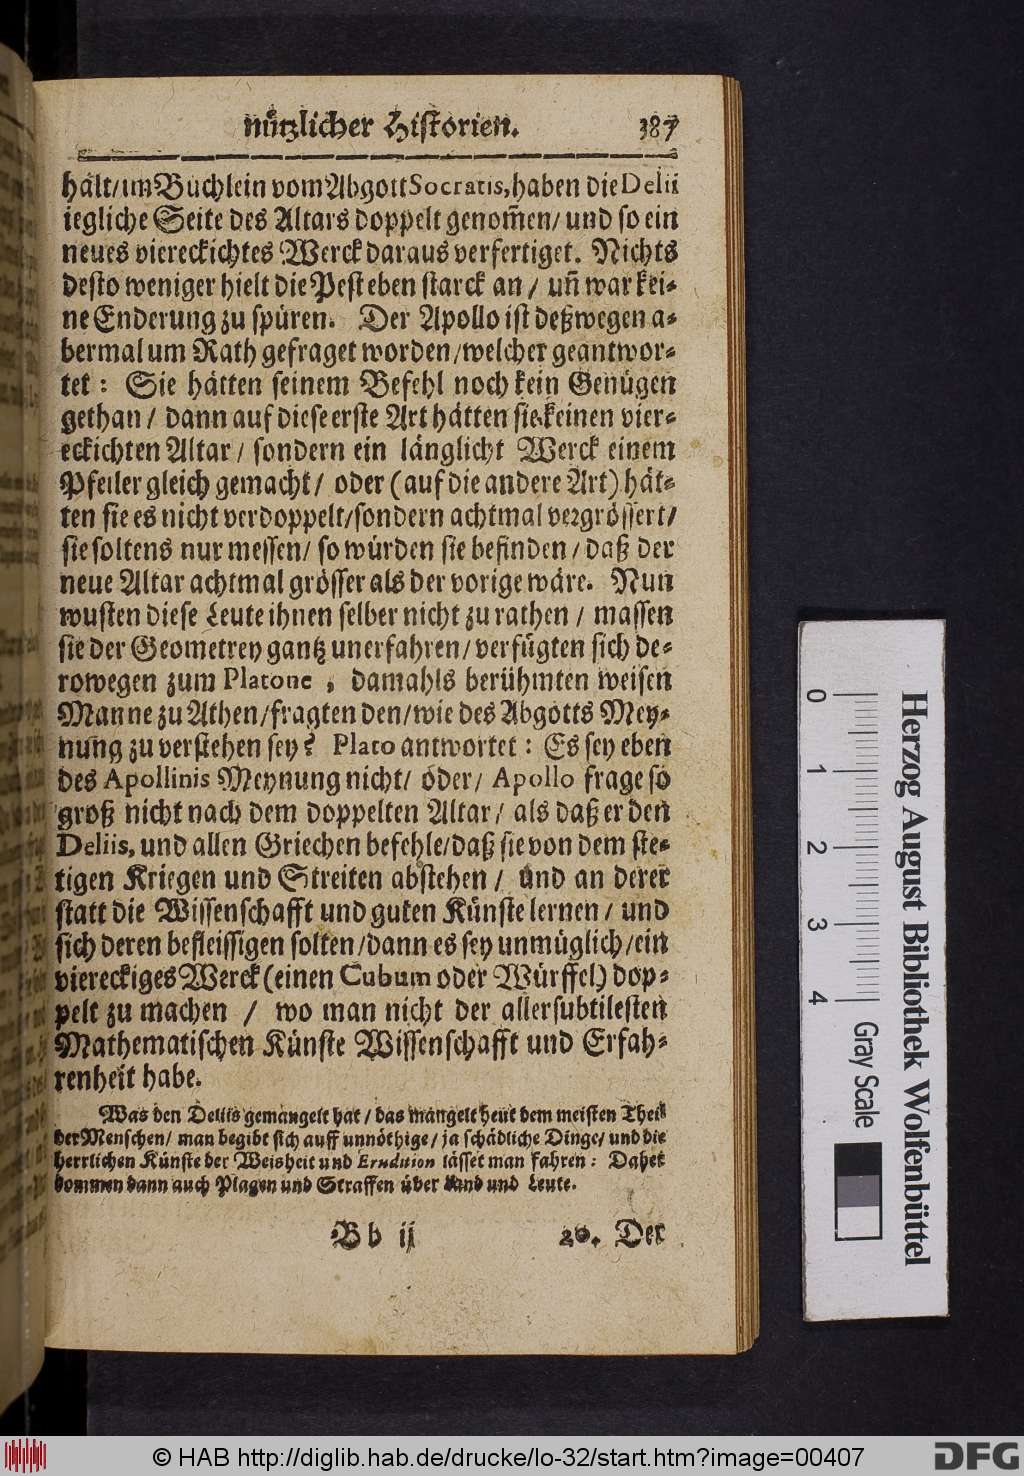 nützlicher Historien. 387
hält/im Büchlein vom Abgott Socratis, haben die Delii
iegliche Seite des Altars doppelt genom̃en/ und so ein
neues viereckichtes Werck daraus verfertiget. Nichts
desto weniger hielt die Pest eben starck an / uñ war kei-
ne Enderung zu spüren. Der Apollo ist deßwegen a-
bermal um Rath gefraget worden/welcher geantwor-
tet : Sie hätten seinem Befehl noch kein Genügen
gethan / dann auf diese erste Art hätten sie keinen vier-
eckichten Altar / sondern ein länglicht Werck einem
Pfeiler gleich gemacht / oder (auf die andere Art) hät-
ten sie es nicht verdoppelt/sondern achtmal vergrössert/
sie soltens nur messen/ so würden sie befinden / daß der
neue Altar achtmal grösser als der vorige wäre. Nun
wusten diese Leute ihnen selber nicht zu rathen / massen
sie der Geometrey gantz unerfahren/verfügten sich de-
rowegen zum Platone, damahls berühmten weisen
Manne zu Athen/fragten den/wie des Abgotts Mey-
nung zu verstehen sey? Plato antwortet : Es sey eben
des Apollinis Meynung nicht/ oder/ Apollo frage so
groß nicht nach dem doppelten Altar/ als daß er den
Deliis, und allen Griechen befehle/daß sie von dem ste-
tigen Kriegen und Streiten abstehen / und an derer
statt die Wissenschafft und guten Künste lernen / und
sich deren befleissigen solten/dann es sey unmüglich/ein
viereckiges Werck (einen Cubum oder Würffel) dop-
pelt zu machen / wo man nicht der allersubtilesten
Mathematischen Künste Wissenschafft und Erfah-
renheit habe.
Was den Deliis gemangelt hat / das mangelt heut dem meisten Theil
der Menschen/ man begibt sich auff unnöthige/ ja schädliche Dinge/ und die
herrlichen Künste der Weisheit und Erudition lässet man fahren : Daher
kommen dann auch Plagen und Straffen über Land und Leute.
Bb ii 20. Der
0 1 2 3 4
Gray Scale
Herzog August Bibliothek Wolfenbüttel
© HAB http://diglib.hab.de/drucke/lo-32/start.htm?image=00407
DFG